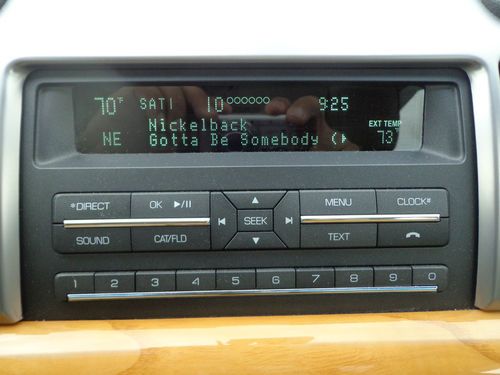 70°F SAT1 10 925
Nickelback EXT TEMP
NE Gotta Be Somebody ( 73°
*DIRECT OK ►/II MENU CLOCK#
SEEK
SOUND CAT/FLD TEXT
1 2 3 4 5 6 7 8 9 0